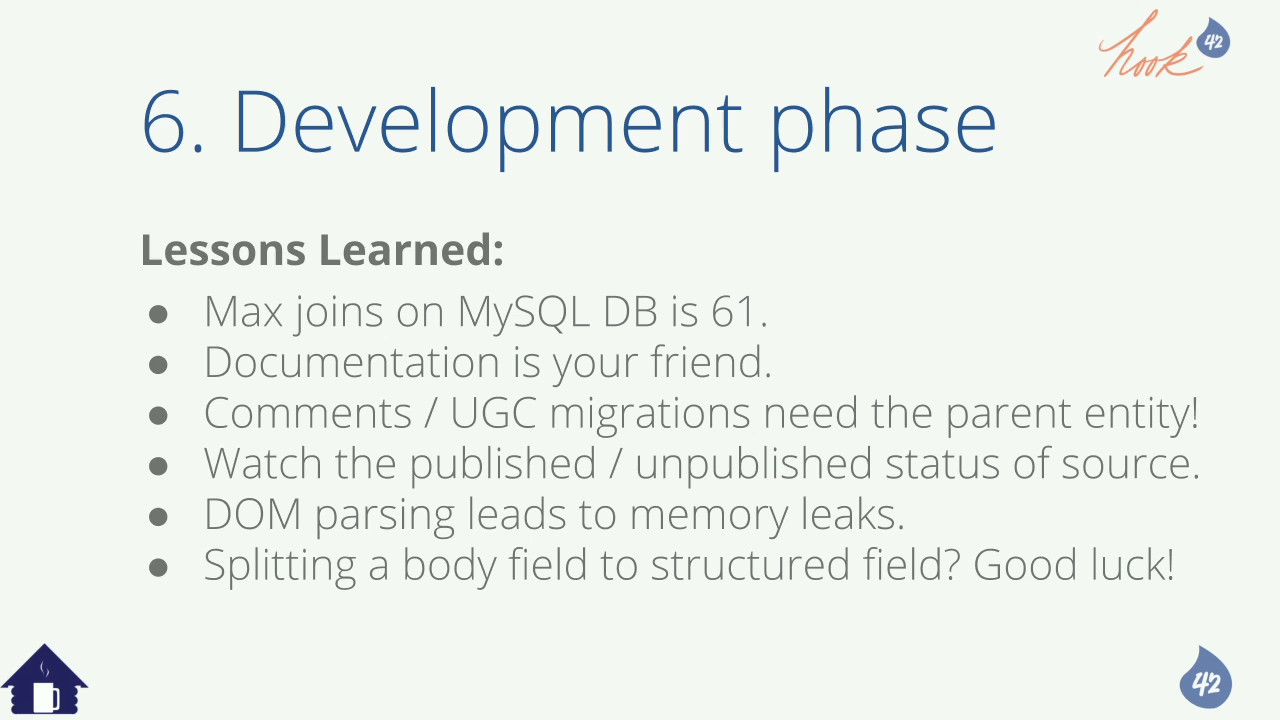 hook 42
6. Development phase
Lessons Learned:
● Max joins on MySQL DB is 61.
● Documentation is your friend.
● Comments / UGC migrations need the parent entity!
● Watch the published / unpublished status of source.
● DOM parsing leads to memory leaks.
● Splitting a body field to structured field? Good luck!
42